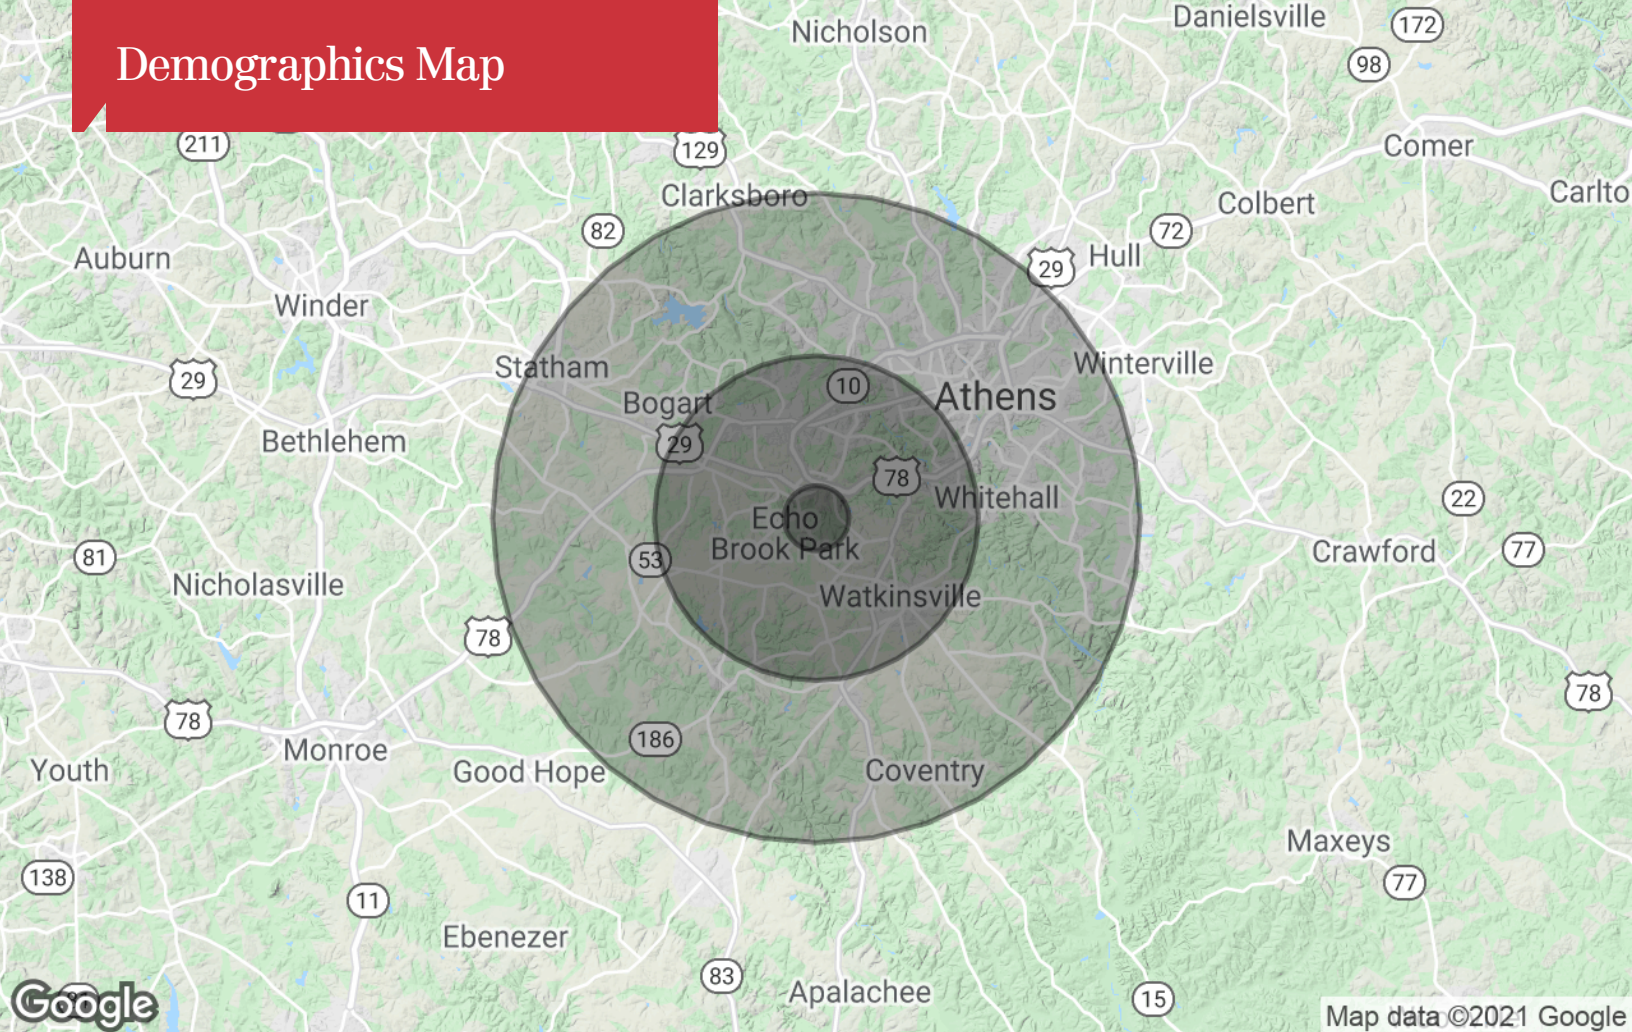 Demographics Map
Nicholson
Danielsville
172
98
211
129
Comer
Clarksboro
Colbert
Carlto
82
72
Auburn
29
Hull
Winder
Statham
29
Winterville
10
Athens
Bogart
Bethlehem
29
78
Whitehall
22
Echo
Brook Park
81
53
Crawford
77
Nicholasville
Watkinsville
78
78
78
186
Monroe
Youth
Good Hope
Coventry
Maxeys
138
77
11
Ebenezer
83
Apalachee
15
Google
Map data ©2021 Google